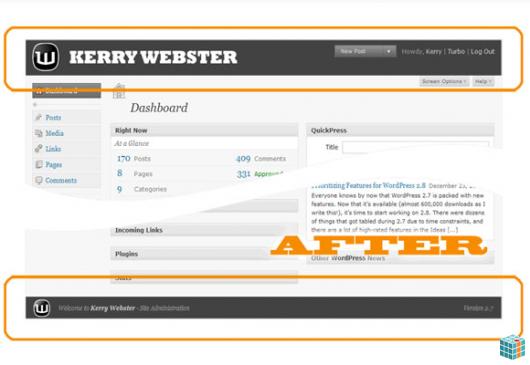 KERRY WEBSTER
New Post
Howdy, Kerry | Turbo | Log Out
Screen Options
Help
Dashboard
Dashboard
Posts
Media
Links
Pages
Comments
Right Now
At a Glance
170 Posts
409 Comments
8 Pages
331 Approved
9 Categories
QuickPress
Title
Prioritizing Features for WordPress 2.8 December 23,
Everyone knows by now that WordPress 2.7 is packed with new
features. Now that it's available (almost 600,000 downloads as I
write this!), it's time to start working on 2.8. There were dozens
of things that got tabled during 2.7 due to time constraints, and
there are a lot of high-rated features in the Ideas [...]
AFTER
Incoming Links
Other WordPress News
Plugins
Stats
Welcome to Kerry Webster - Site Administration
Version 2.7